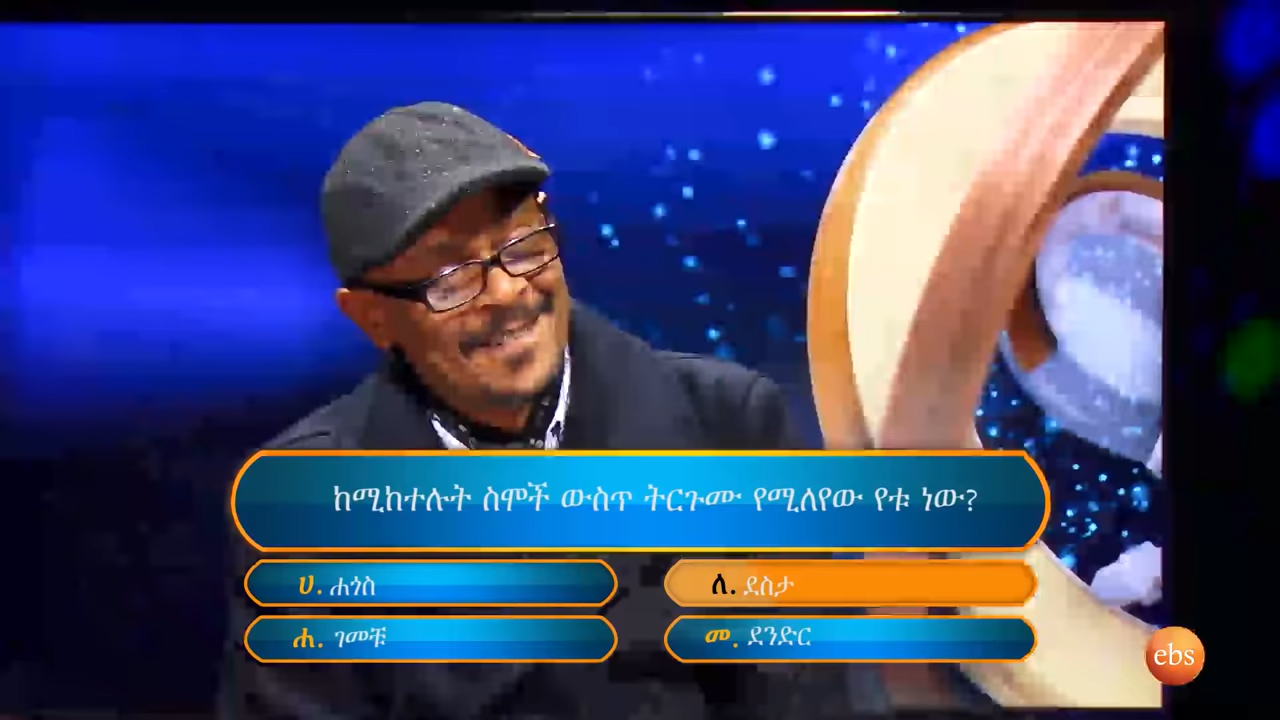 ከሚከተሉት ስሞች ውስጥ ትርጉሙ የሚለየው የቱ ነው?
ሀ. ሐጎስ
ለ. ደስታ
ሐ. ገመቹ
መ. ደንድር
ebs